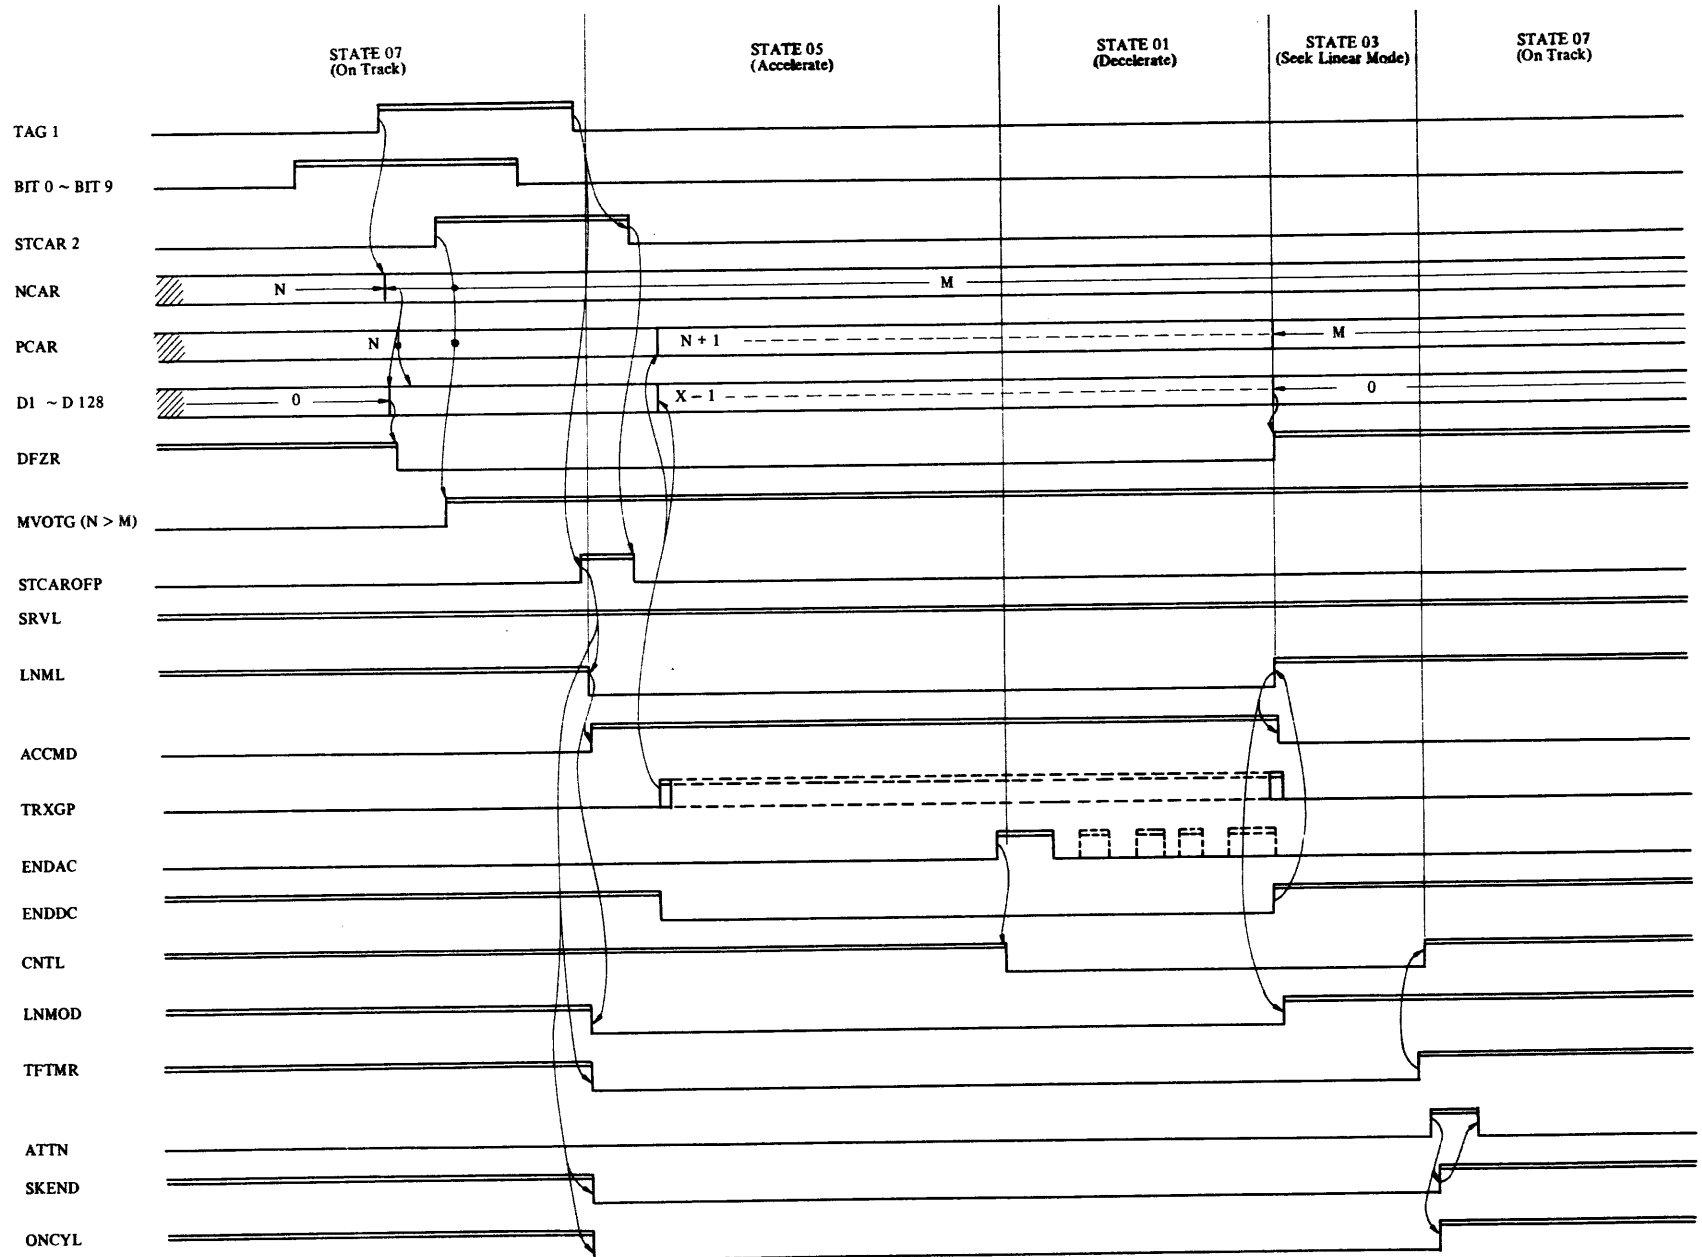 STATE 07
(On Track)
STATE 05
(Accelerate)
STATE 01
(Decelerate)
STATE 03
(Seek Linear Mode)
STATE 07
(On Track)
TAG 1
BIT 0 ~ BIT 9
STCAR 2
NCAR
N
M
PCAR
N
N + 1
M
D1 ~ D 128
0
X - 1
0
DFZR
MVOTG (N > M)
STCAROFP
SRVL
LNML
ACCMD
TRXGP
ENDAC
ENDDC
CNTL
LNMOD
TFTMR
ATTN
SKEND
ONCYL